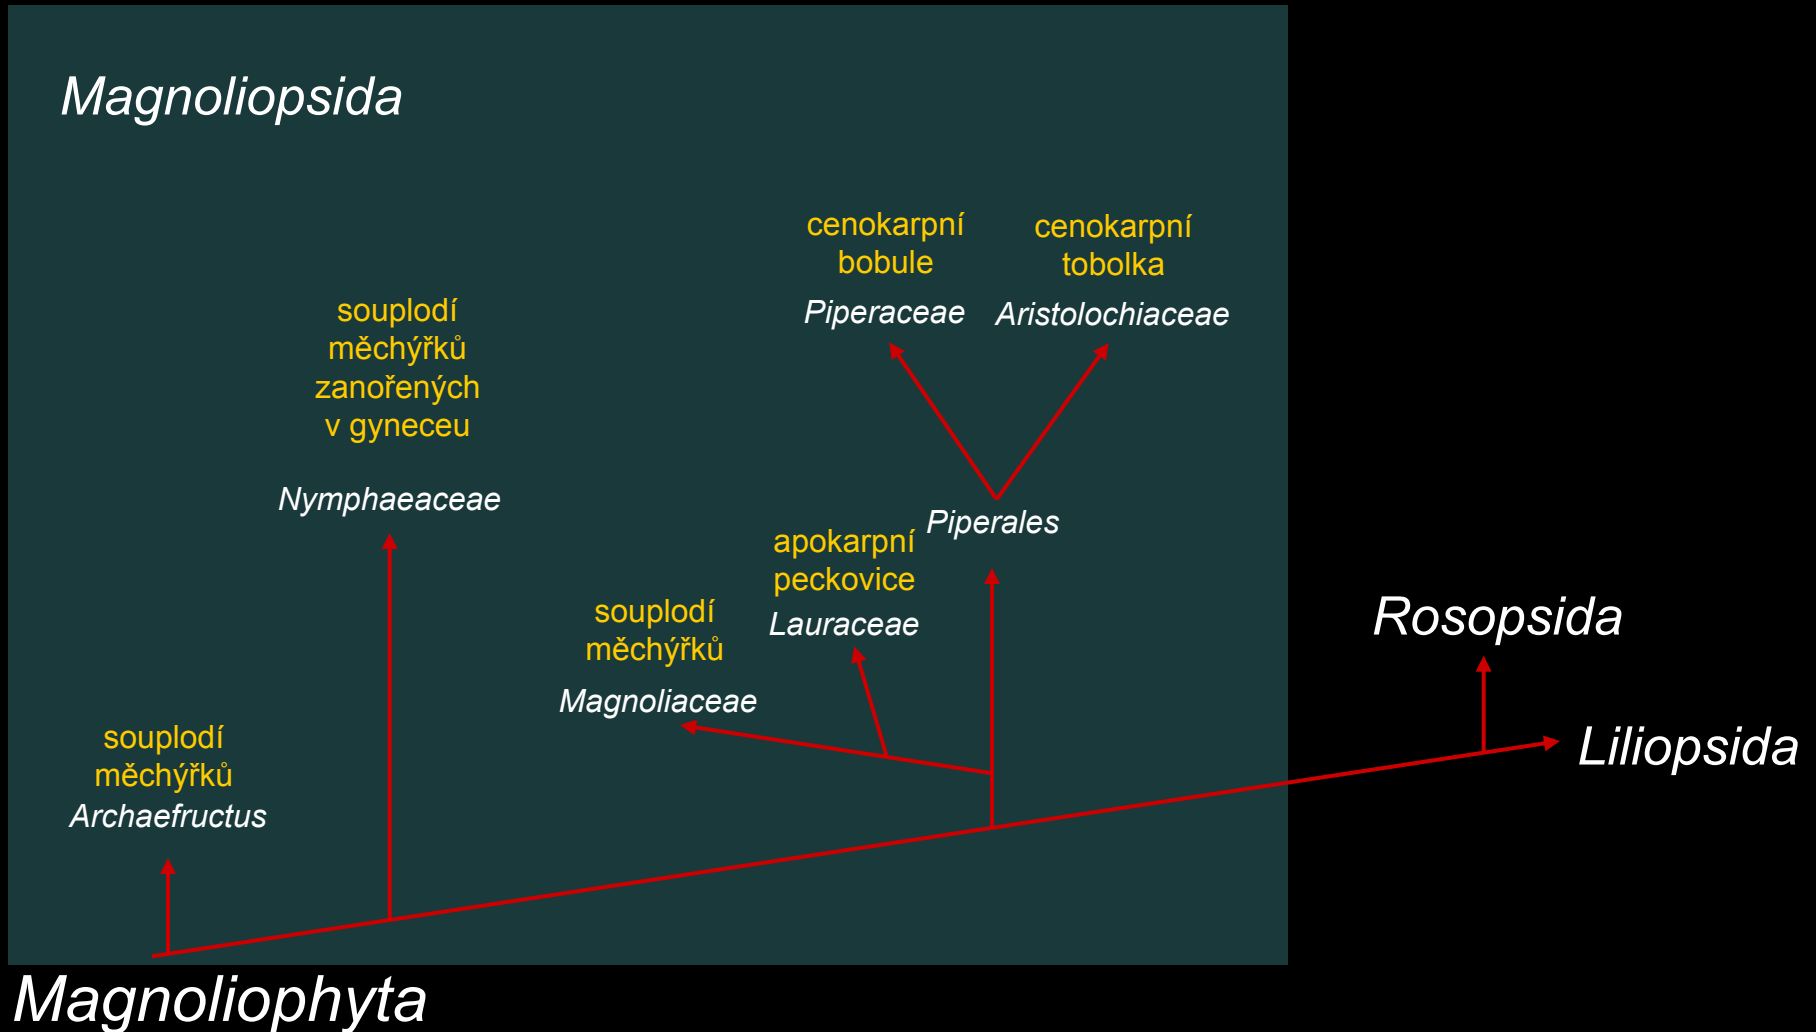 Magnoliopsida
cenokarpní
bobule
Piperaceae
cenokarpní
tobolka
Aristolochiaceae
souplodí
měchýřků
zanořených
v gyneceu
Nymphaeaceae
Piperales
apokarpní
peckovice
Lauraceae
souplodí
měchýřků
Magnoliaceae
souplodí
měchýřků
Archaefructus
Rosopsida
Liliopsida
Magnoliophyta